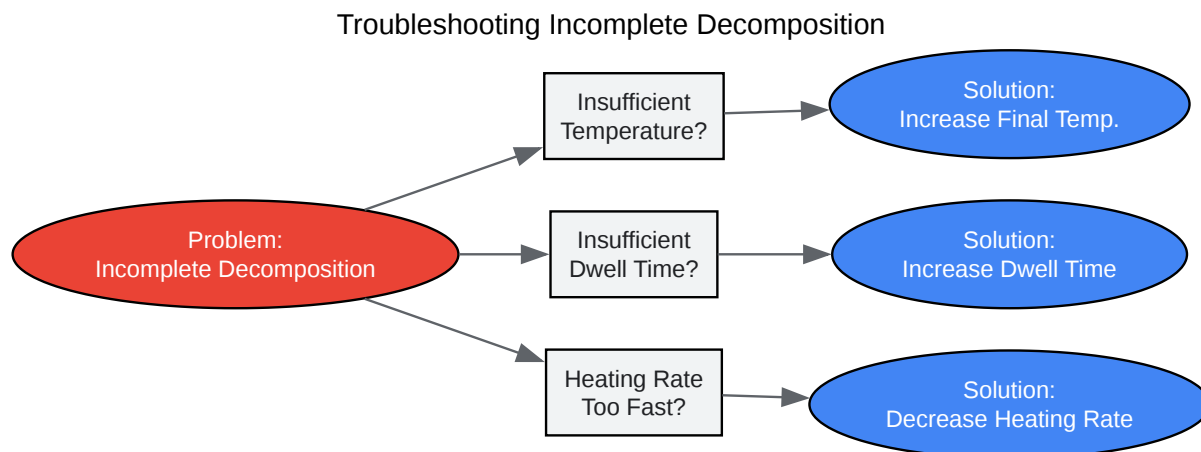 Troubleshooting Incomplete Decomposition
Insufficient
Temperature?
Solution:
Increase Final Temp.
Problem:
Incomplete Decomposition
Insufficient
Dwell Time?
Solution:
Increase Dwell Time
Heating Rate
Too Fast?
Solution:
Decrease Heating Rate